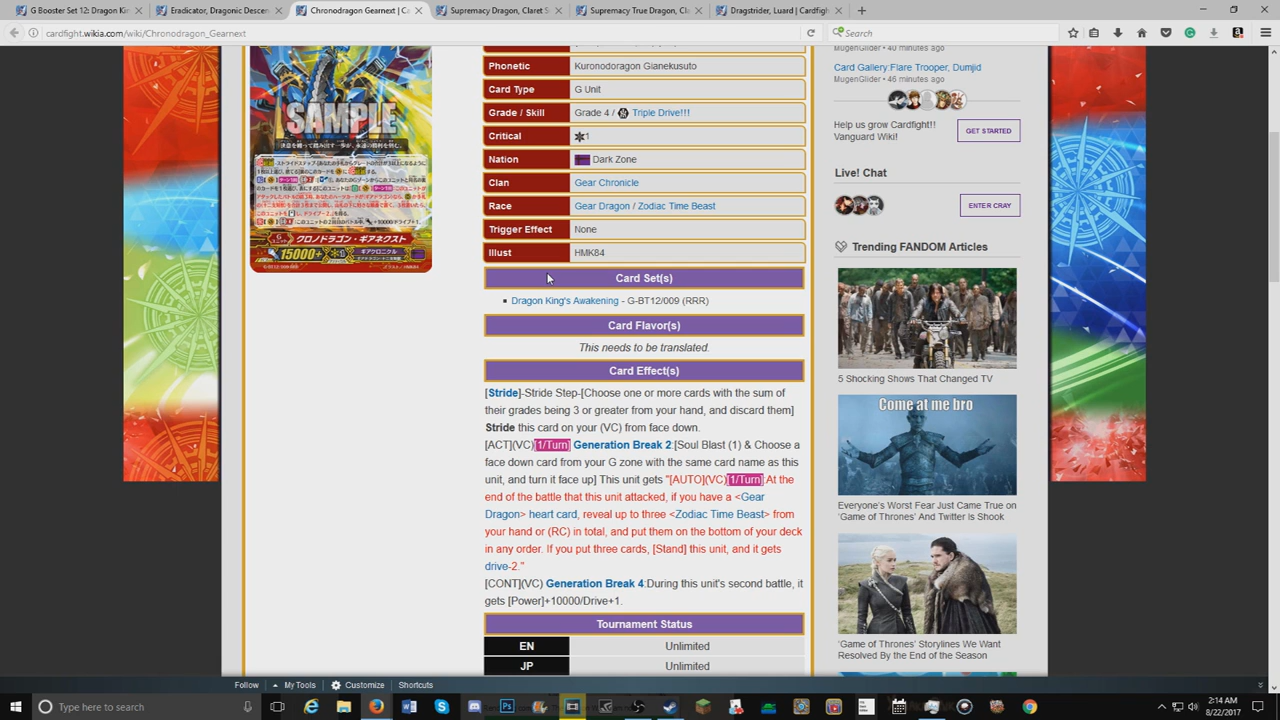 G Booster Set 12: Dragon Kin
Eradicator, Dragonic Descen
Chronodragon Gearnext | Ca
Supremacy Dragon, Claret S
Supremacy True Dragon, Cl
Dragstrider, Luard | Cardfigh
cardfight.wikia.com/wiki/Chronodragon_Gearnext
Search
SAMPLE
クロノドラゴン・ギアネクスト
15000+
ギアクロニクル
Phonetic Kuronodoragon Gianekusuto
Card Type G Unit
Grade / Skill Grade 4 / Triple Drive!!!
Critical 1
Nation Dark Zone
Clan Gear Chronicle
Race Gear Dragon / Zodiac Time Beast
Trigger Effect None
Illust HMK84
Card Set(s)
Dragon King's Awakening - G-BT12/009 (RRR)
Card Flavor(s)
This needs to be translated.
Card Effect(s)
[Stride]-Stride Step-[Choose one or more cards with the sum of
their grades being 3 or greater from your hand, and discard them]
Stride this card on your (VC) from face down.
[ACT](VC)[1/Turn] Generation Break 2:[Soul Blast (1) & Choose a
face down card from your G zone with the same card name as this
unit, and turn it face up] This unit gets "[AUTO](VC)[1/Turn]:At the
end of the battle that this unit attacked, if you have a <Gear
Dragon> heart card, reveal up to three <Zodiac Time Beast> from
your hand or (RC) in total, and put them on the bottom of your deck
in any order. If you put three cards, [Stand] this unit, and it gets
drive-2."
[CONT](VC) Generation Break 4:During this unit's second battle, it
gets [Power]+10000/Drive+1.
Tournament Status
EN Unlimited
JP Unlimited
MugenGlider • 40 minutes ago
Card Gallery:Flare Trooper, Dumjid
MugenGlider • 46 minutes ago
Help us grow Cardfight!!
Vanguard Wiki!
GET STARTED
Live! Chat
ENTER CRAY
Trending FANDOM Articles
5 Shocking Shows That Changed TV
Come at me bro
Everyone's Worst Fear Just Came True on
'Game of Thrones' And Twitter is Shook
'Game of Thrones' Storylines We Want
Resolved By the End of the Season
Follow
My Tools
Customize
Shortcuts
Type here to search
2:14 AM
8/22/2017